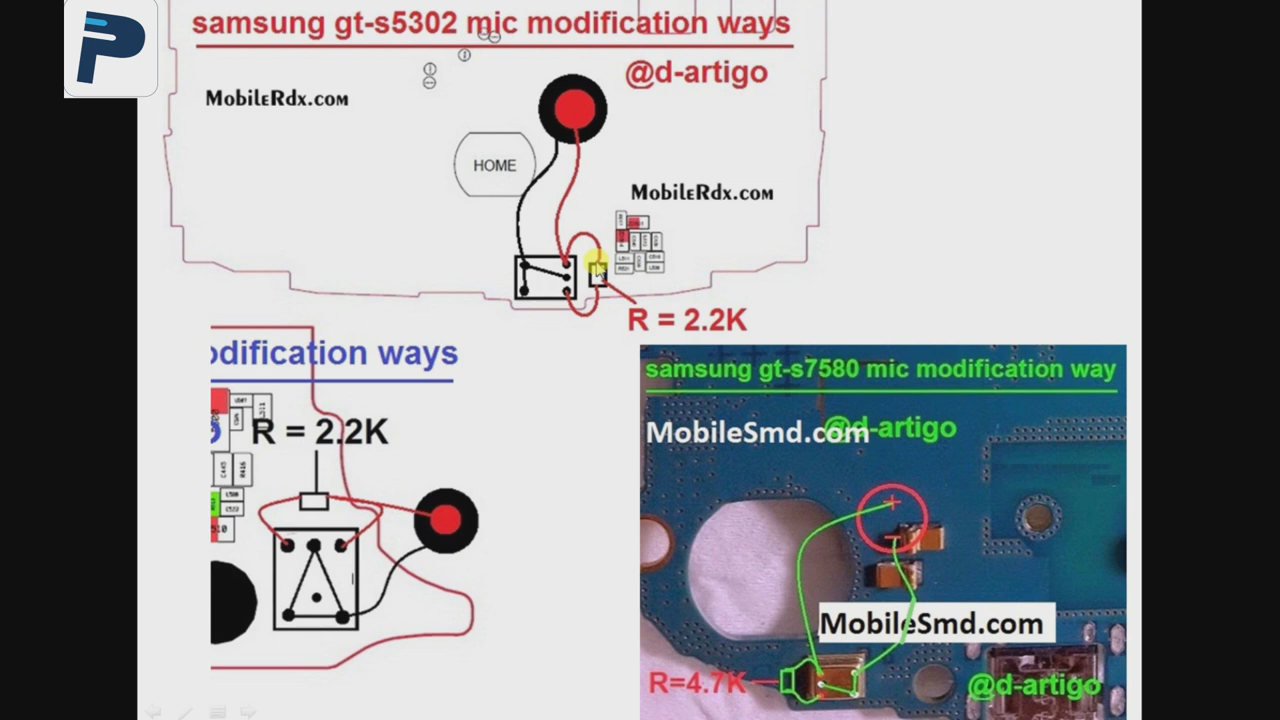 samsung gt-s5302 mic modification ways
@d-artigo
MobileRdx.com
HOME
MobileRdx.com
R = 2.2K
odification ways
R = 2.2K
samsung gt-s7580 mic modification way
@d-artigo
MobileSmd.com
MobileSmd.com
R=4.7K
@d-artigo